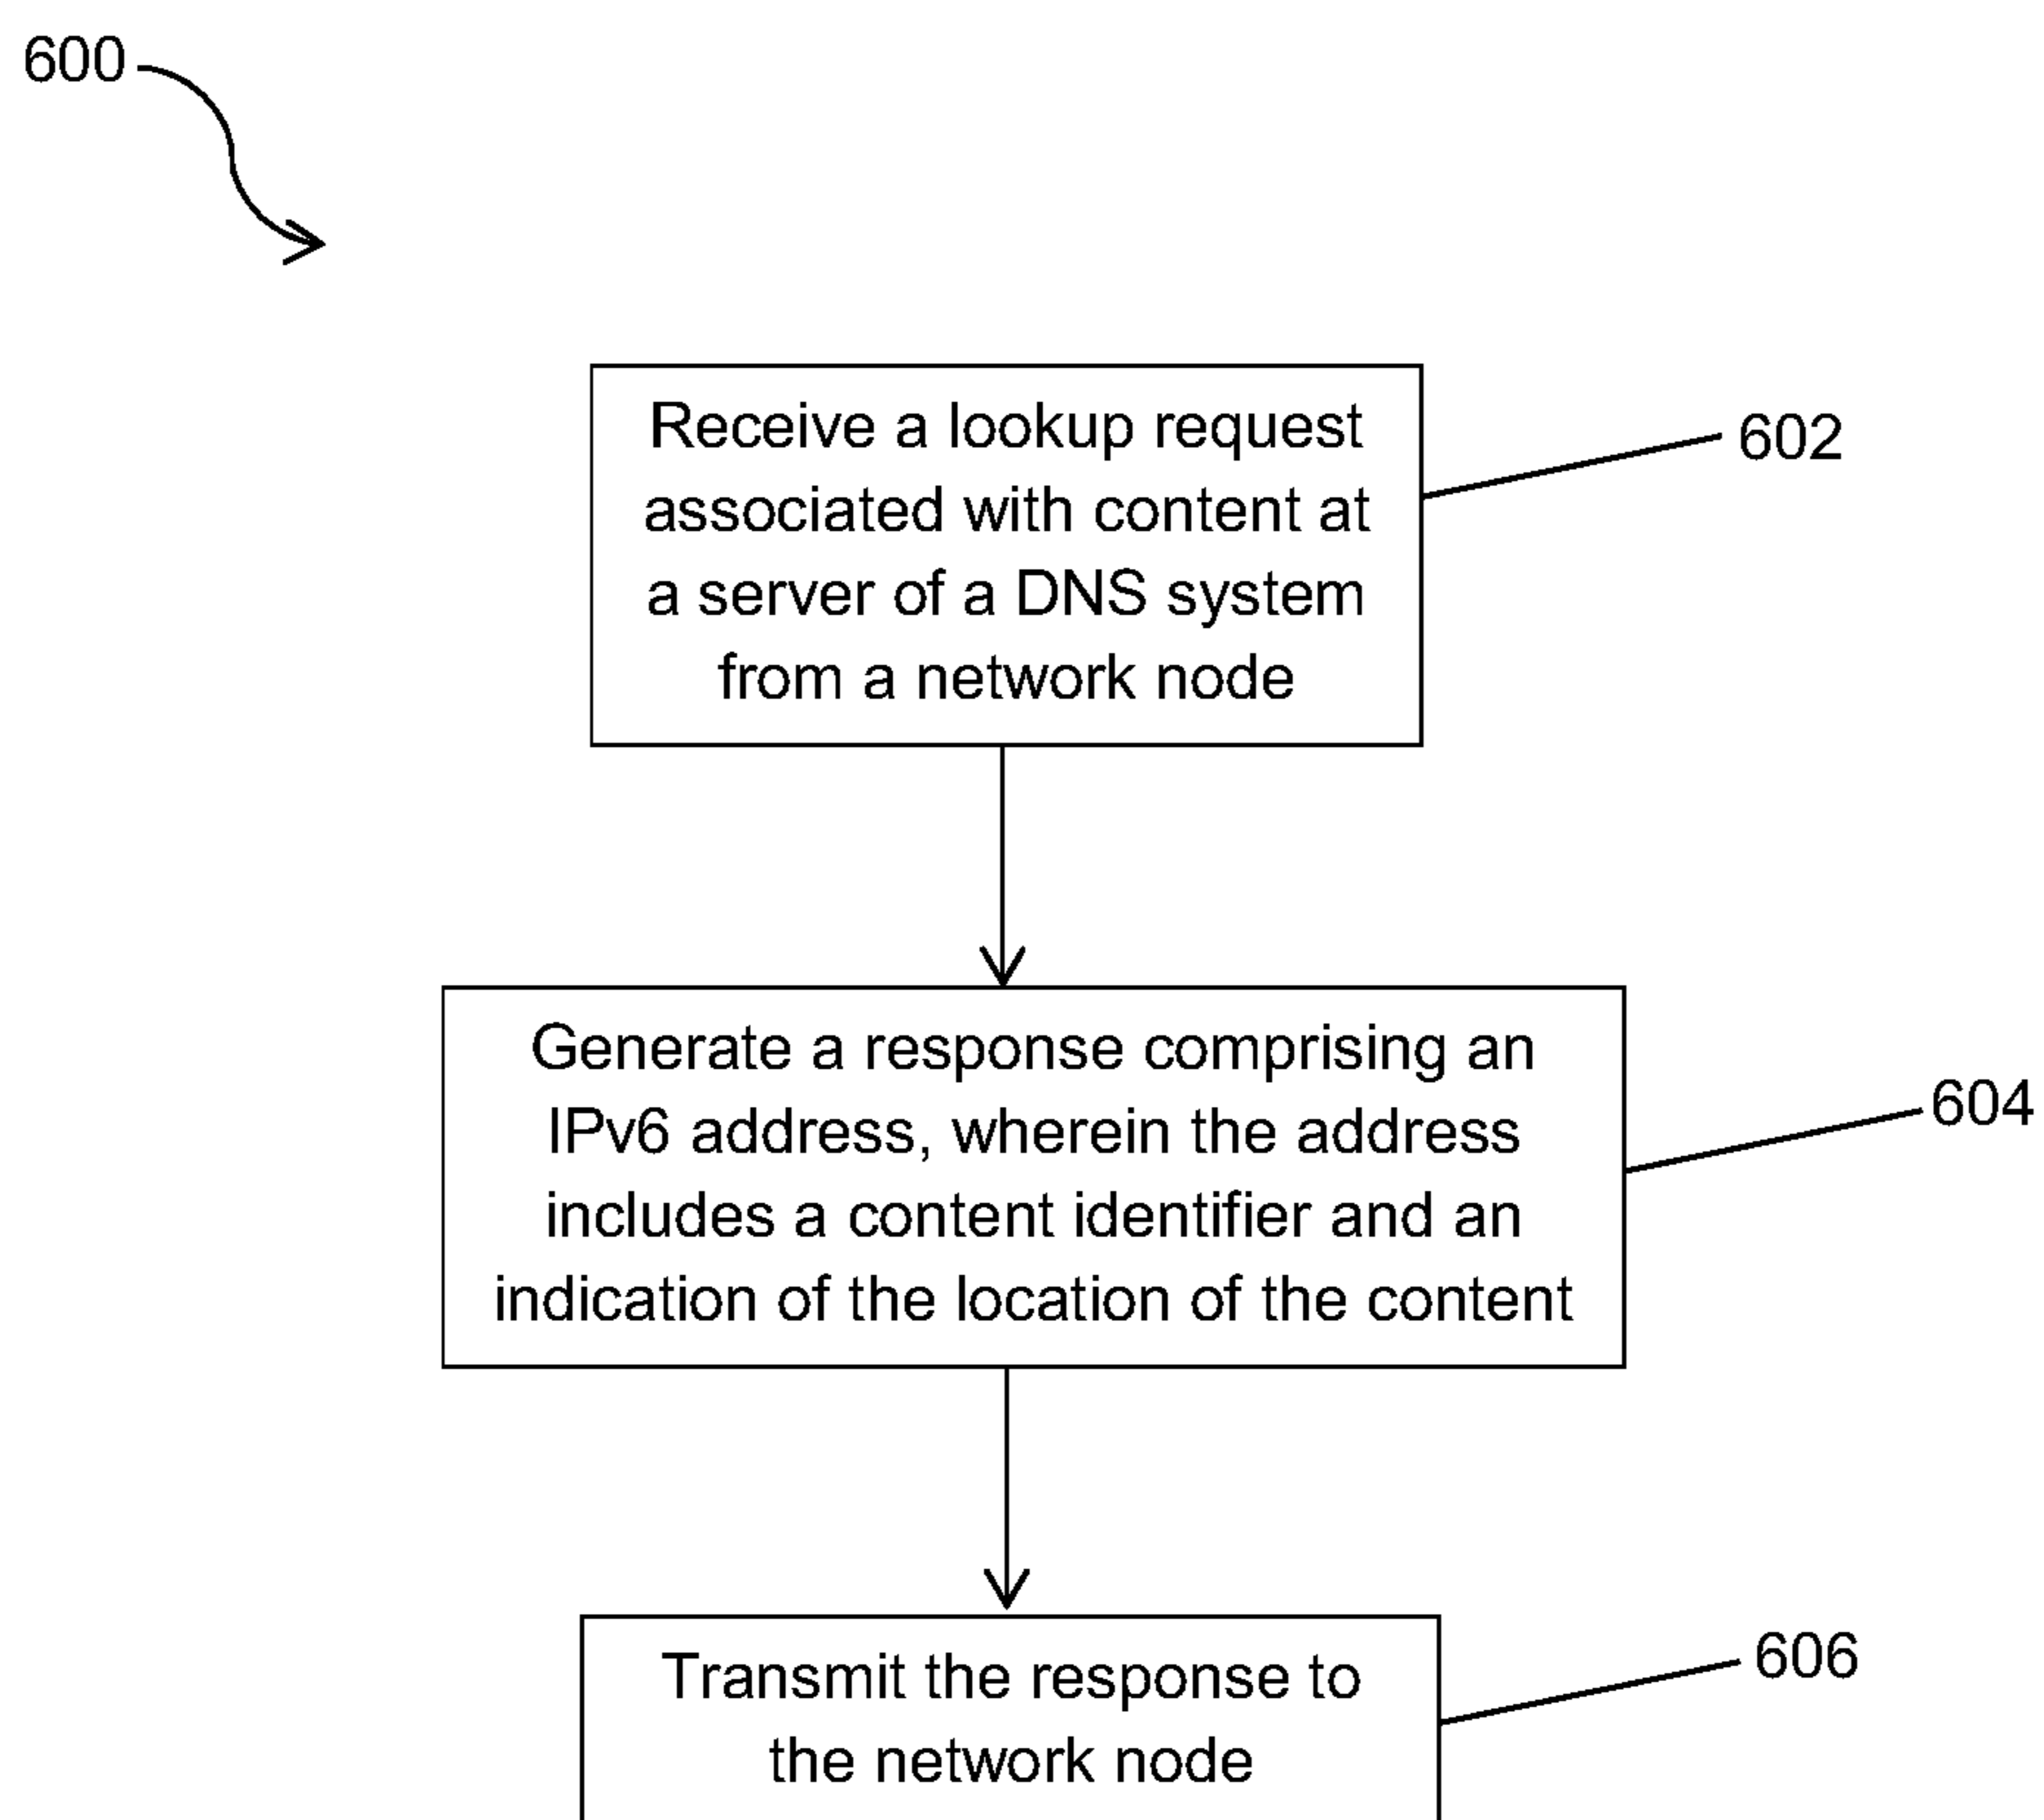 600
Receive a lookup request
associated with content at
a server of a DNS system
from a network node
602
Generate a response comprising an
IPv6 address, wherein the address
includes a content identifier and an
indication of the location of the content
604
Transmit the response to
the network node
606